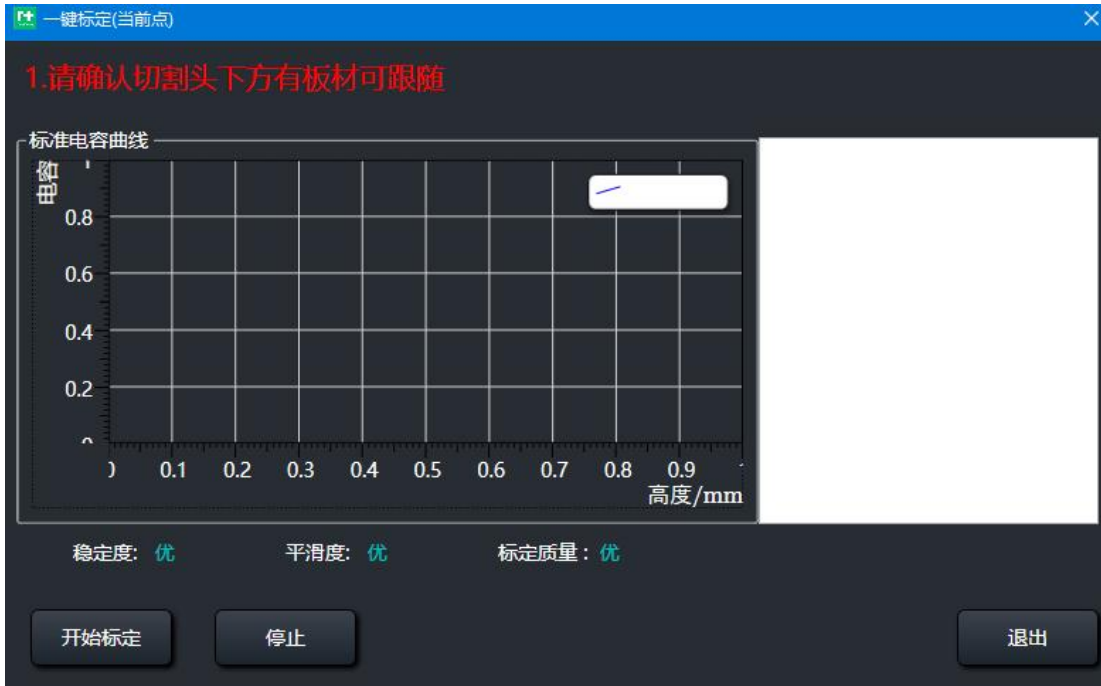 一键标定(当前点)
1.请确认切割头下方有板材可跟随
标准电容曲线
电容
0.8
0.6
0.4
0.2
0.1 0.2 0.3 0.4 0.5 0.6 0.7 0.8 0.9
高度/mm
稳定度: 优 平滑度: 优 标定质量: 优
开始标定 停止 退出